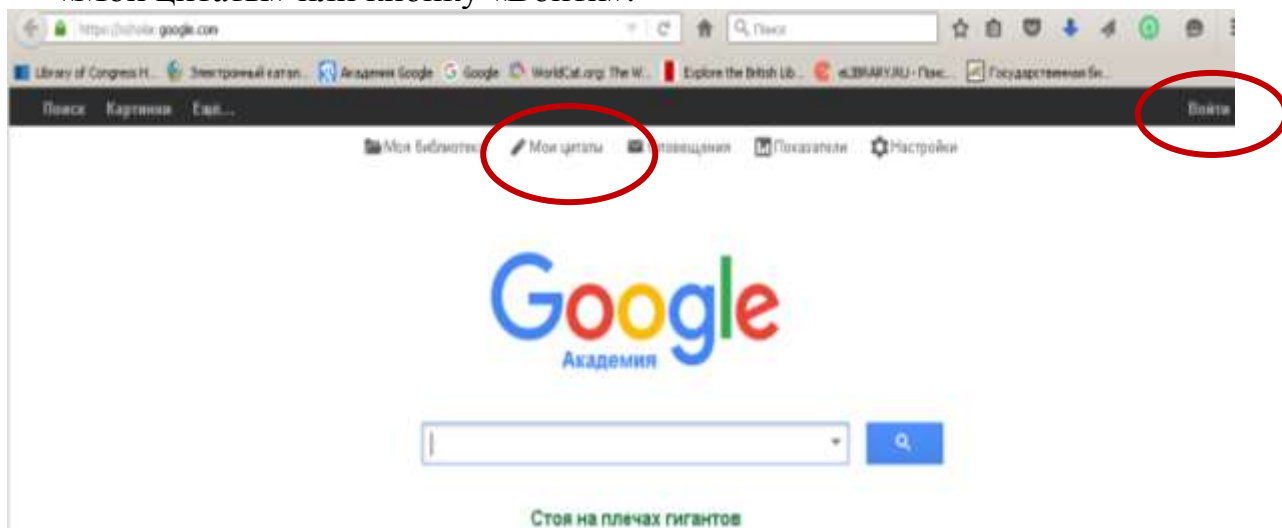 «Мои цитаты» или кнопку «Войти».
https://scholar.google.com
Поиск
Library of Congress H... Электронный катал... Академия Google Google WorldCat.org: The W... Explore the British Lib... eLIBRARY.RU - Поис... Государственная би...
Поиск Картинки Ещё... Войти
Моя библиотека Мои цитаты Оповещения Показатели Настройки
Google
Академия
Стоя на плечах гигантов